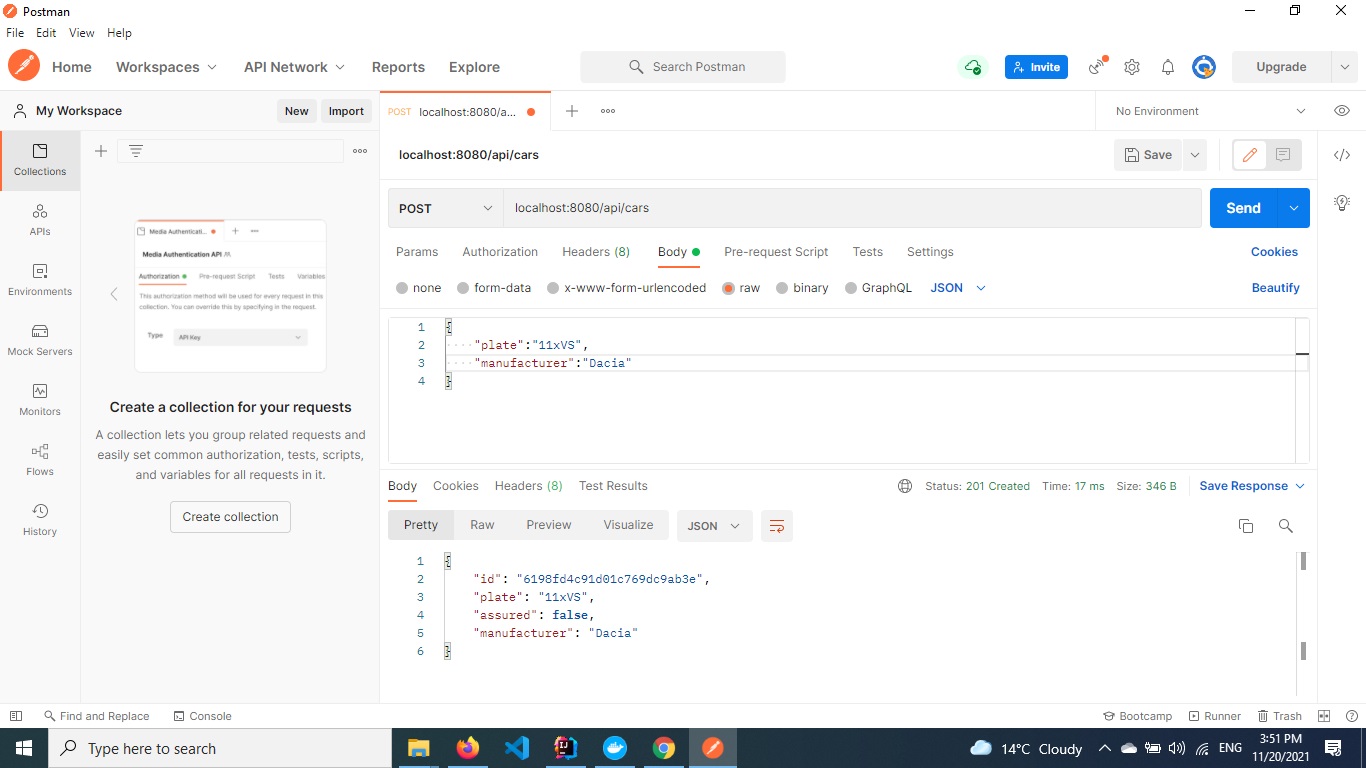 Postman
File Edit View Help
Home Workspaces API Network Reports Explore Search Postman Invite Upgrade
My Workspace New Import POST localhost:8080/a... No Environment
Collections
APIs
Environments
Mock Servers
Monitors
Flows
History
Media Authenticati...
Media Authentication API
Authorization Pre-request Script Tests Variables
This authorization method will be used for every request in this
collection. You can override this by specifying in the request.
Type API Key
Create a collection for your requests
A collection lets you group related requests and
easily set common authorization, tests, scripts,
and variables for all requests in it.
Create collection
localhost:8080/api/cars Save
POST localhost:8080/api/cars Send
Params Authorization Headers (8) Body Pre-request Script Tests Settings Cookies
none form-data x-www-form-urlencoded raw binary GraphQL JSON Beautify
1 {
2 "plate":"11xVS",
3 "manufacturer":"Dacia"
4 }
Body Cookies Headers (8) Test Results Status: 201 Created Time: 17 ms Size: 346 B Save Response
Pretty Raw Preview Visualize JSON
1 {
2 "id": "6198fd4c91d01c769dc9ab3e",
3 "plate": "11xVS",
4 "assured": false,
5 "manufacturer": "Dacia"
6 }
Find and Replace Console Bootcamp Runner Trash
Type here to search 14°C Cloudy ENG 3:51 PM
11/20/2021